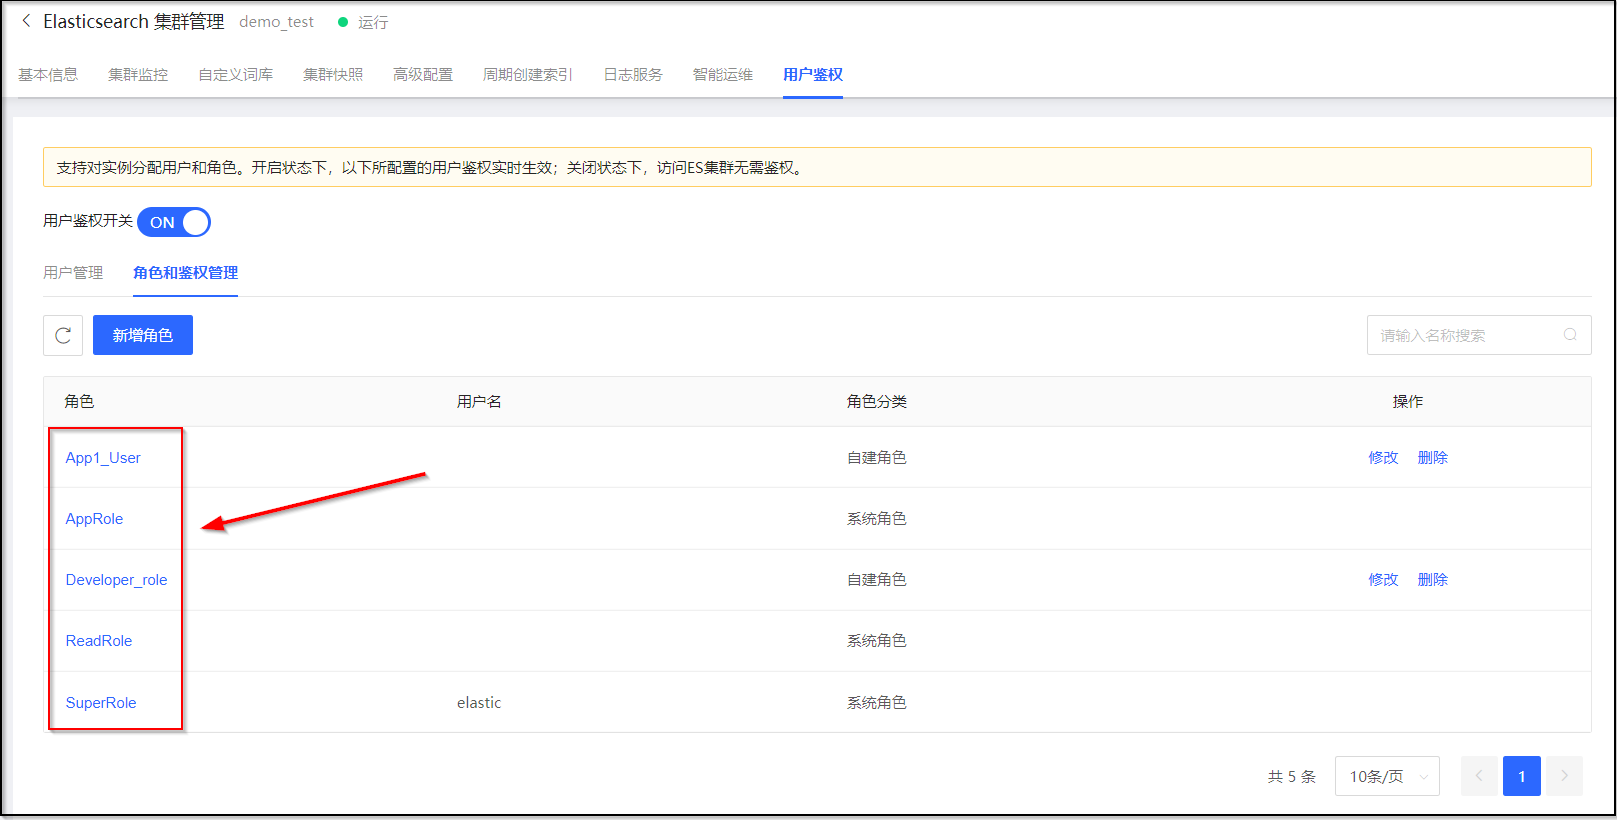 Elasticsearch 集群管理 demo_test 运行
基本信息 集群监控 自定义词库 集群快照 高级配置 周期创建索引 日志服务 智能运维 用户鉴权
支持对实例分配用户和角色。开启状态下，以下所配置的用户鉴权实时生效；关闭状态下，访问ES集群无需鉴权。
用户鉴权开关 ON
用户管理 角色和鉴权管理
新增角色 请输入名称搜索
角色 用户名 角色分类 操作
App1_User 自建角色 修改 删除
AppRole 系统角色
Developer_role 自建角色 修改 删除
ReadRole 系统角色
SuperRole elastic 系统角色
共 5 条 10条/页 1